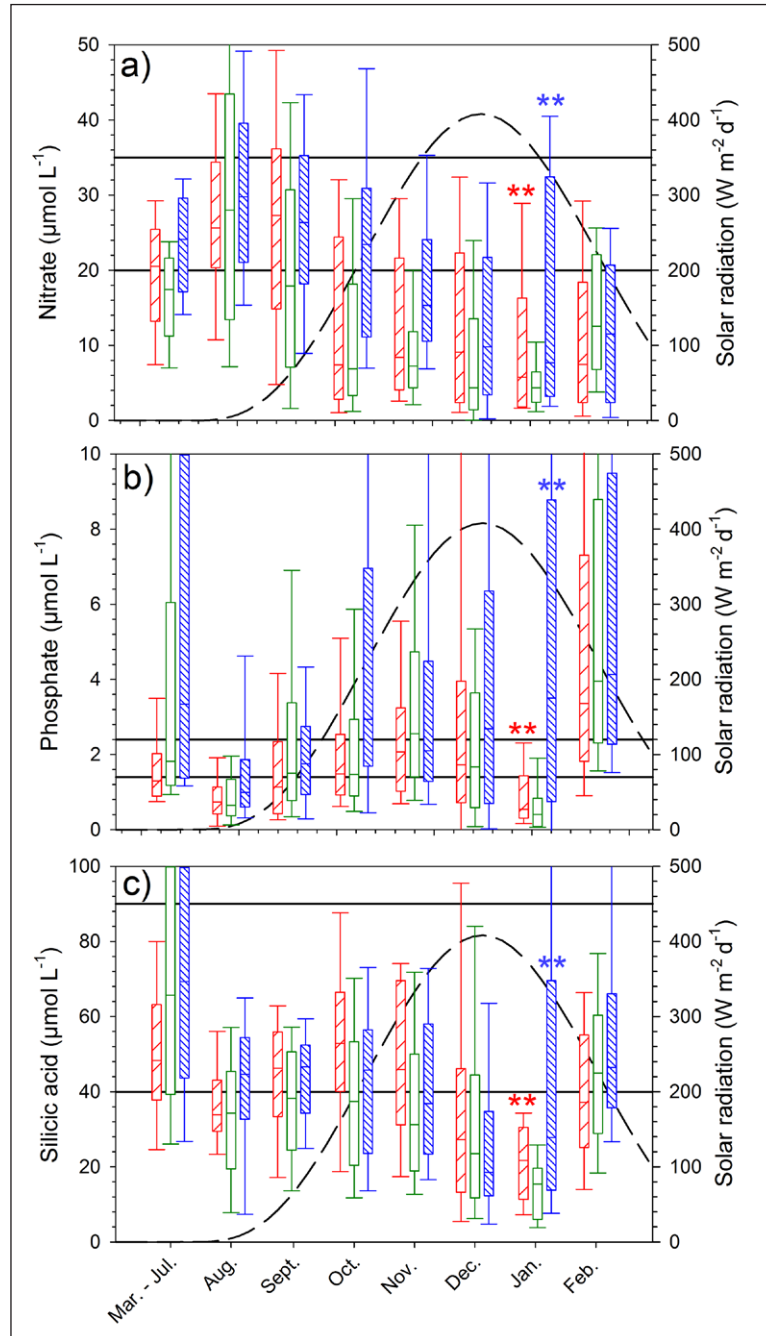 a)
Nitrate (µmol L⁻¹)
50
40
30
20
10
0
**
**
500
400
300
200
100
0
Solar radiation (W m⁻² d⁻¹)
b)
Phosphate (µmol L⁻¹)
10
8
6
4
2
0
**
**
500
400
300
200
100
0
Solar radiation (W m⁻² d⁻¹)
c)
Silicic acid (µmol L⁻¹)
100
80
60
40
20
0
**
**
500
400
300
200
100
0
Solar radiation (W m⁻² d⁻¹)
Mar. - Jul.
Aug.
Sept.
Oct.
Nov.
Dec.
Jan.
Feb.